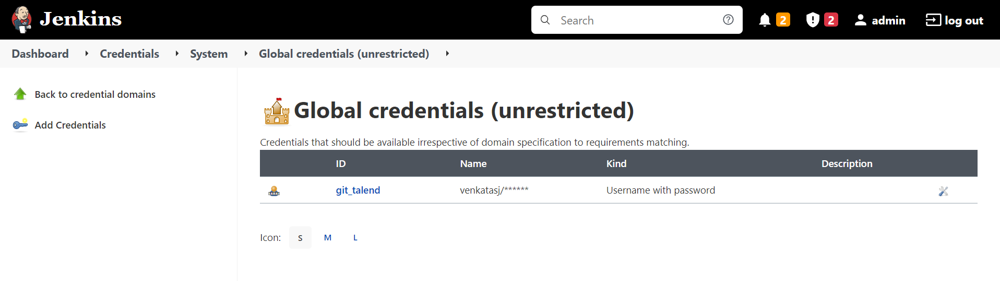 Jenkins
Search
2
2
admin
log out
Dashboard
Credentials
System
Global credentials (unrestricted)
Back to credential domains
Add Credentials
Global credentials (unrestricted)
Credentials that should be available irrespective of domain specification to requirements matching.
ID Name Kind Description
git_talend venkatasj/****** Username with password
Icon: S M L